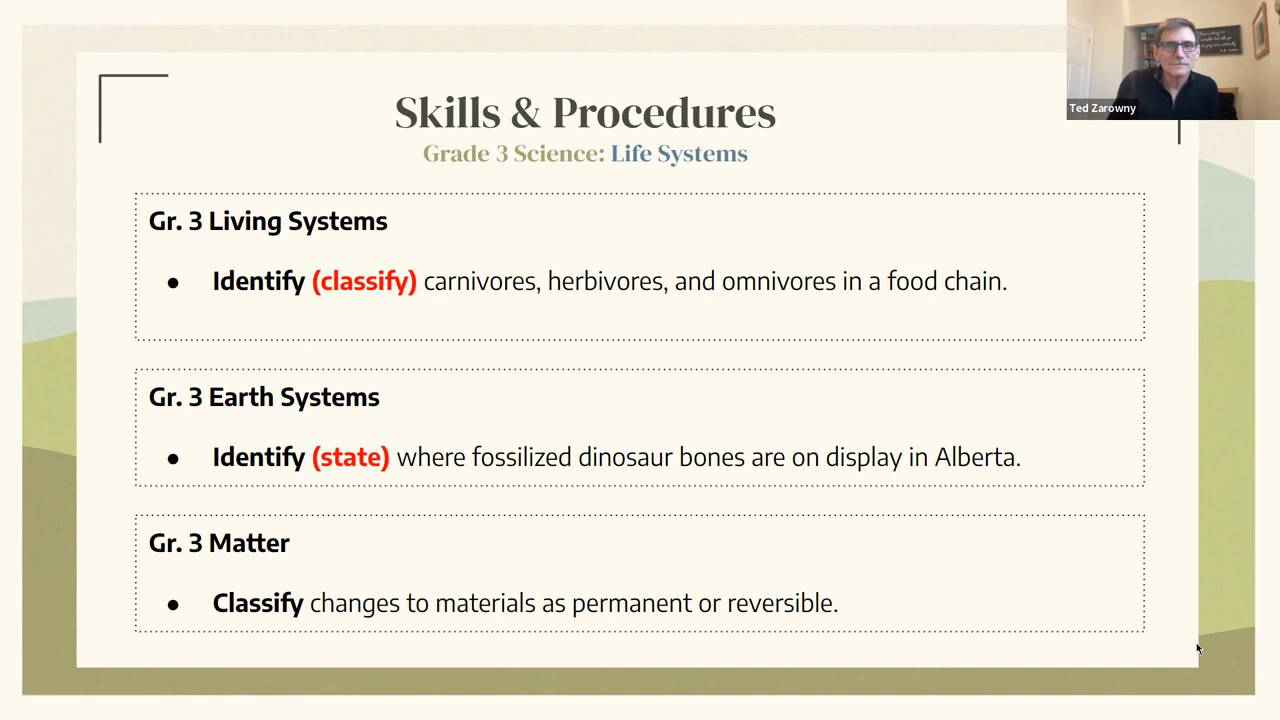 Skills & Procedures
Grade 3 Science: Life Systems
Ted Zarowny
Gr. 3 Living Systems
● Identify (classify) carnivores, herbivores, and omnivores in a food chain.
Gr. 3 Earth Systems
● Identify (state) where fossilized dinosaur bones are on display in Alberta.
Gr. 3 Matter
● Classify changes to materials as permanent or reversible.